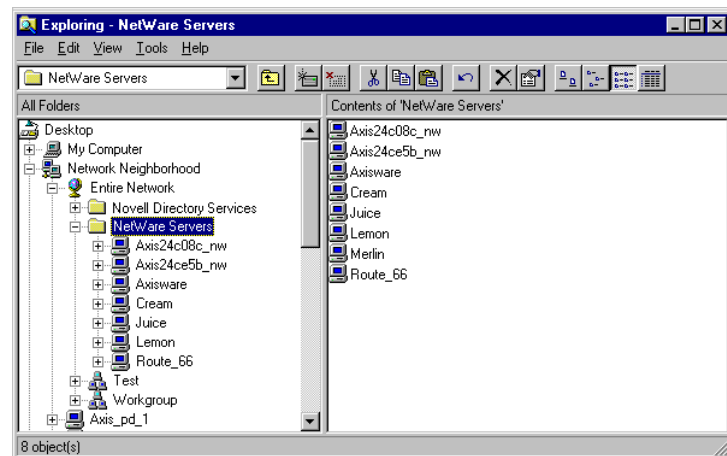 Exploring - NetWare Servers
File Edit View Tools Help
NetWare Servers
All Folders
Contents of 'NetWare Servers'
Desktop
My Computer
Network Neighborhood
Entire Network
Novell Directory Services
NetWare Servers
Axis24c08c_nw
Axis24ce5b_nw
Axisware
Cream
Juice
Lemon
Route_66
Test
Workgroup
Axis_pd_1
Axis24c08c_nw
Axis24ce5b_nw
Axisware
Cream
Juice
Lemon
Merlin
Route_66
8 object(s)